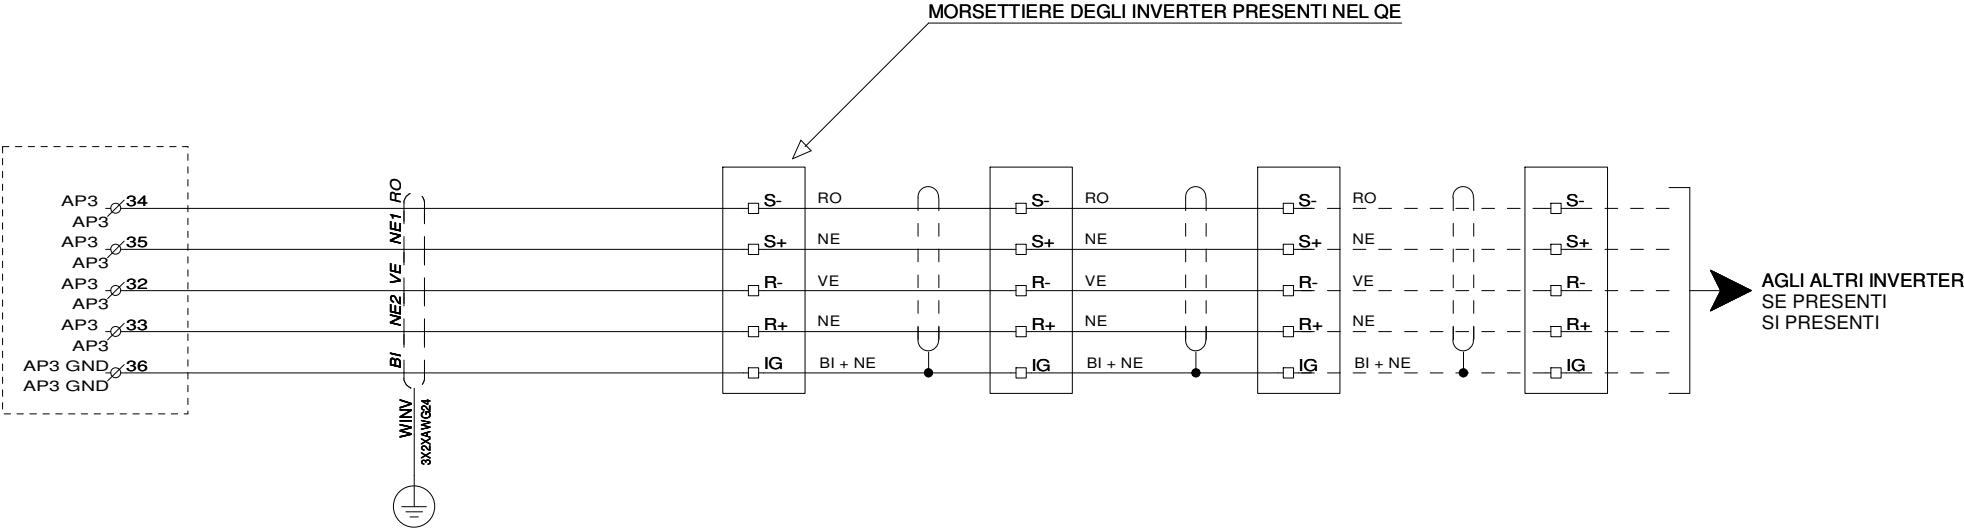 MORSETTIERE DEGLI INVERTER PRESENTI NEL QE
AP3 34
AP3
AP3 35
AP3
AP3 32
AP3
AP3 33
AP3
AP3 GND 36
AP3 GND
RO
NE1
VE
NE2
BI
WINV
3X2XAWG24
S- RO S- RO S- RO S-
S+ NE S+ NE S+ NE S+
R- VE R- VE R- VE R-
R+ NE R+ NE R+ NE R+
IG BI + NE IG BI + NE IG BI + NE IG
AGLI ALTRI INVERTER
SE PRESENTI
SI PRESENTI